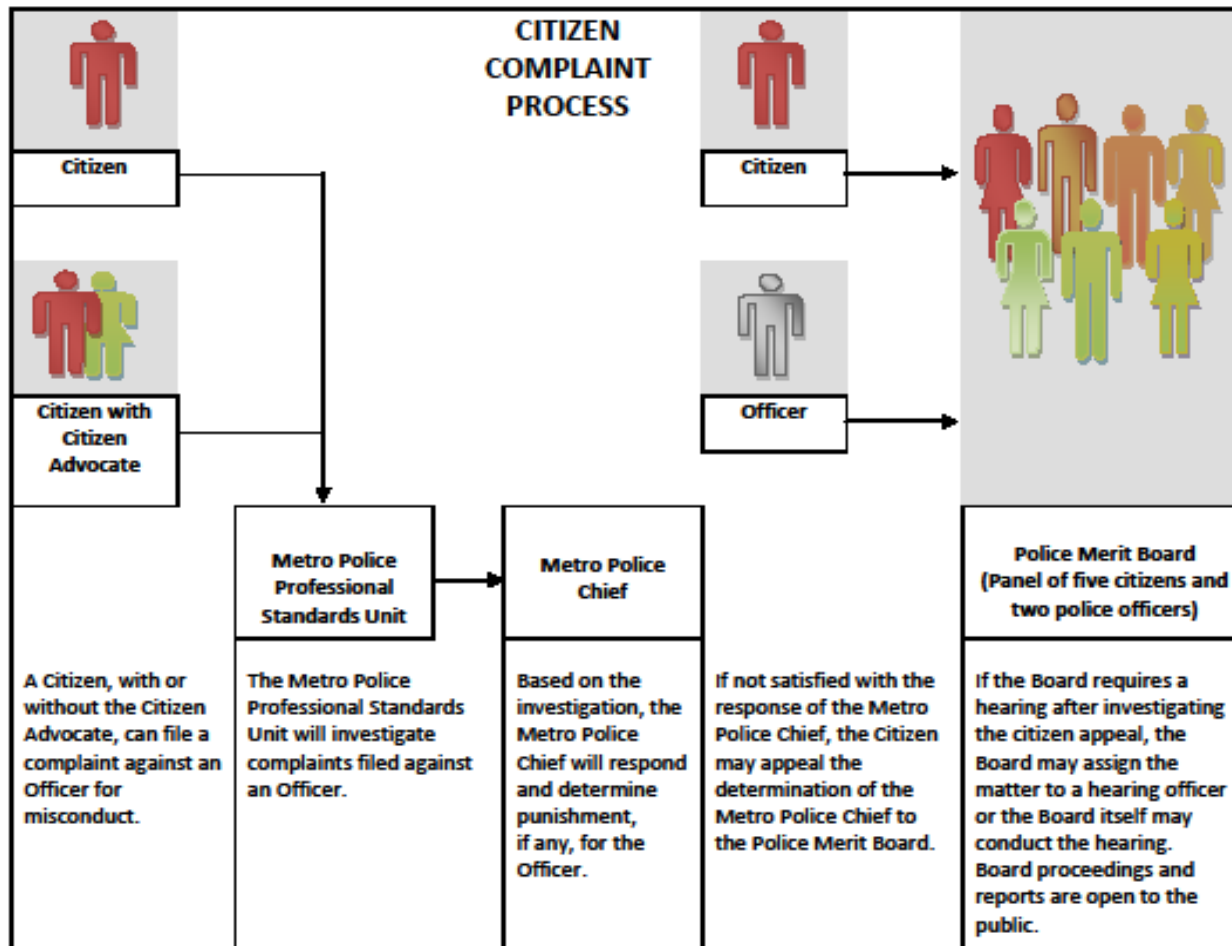 CITIZEN
COMPLAINT
PROCESS
Citizen
Citizen with
Citizen
Advocate
Citizen
Officer
Metro Police
Professional
Standards Unit
Metro Police
Chief
Police Merit Board
(Panel of five citizens and
two police officers)
A Citizen, with or
without the Citizen
Advocate, can file a
complaint against an
Officer for
misconduct.
The Metro Police
Professional Standards
Unit will investigate
complaints filed against
an Officer.
Based on the
investigation, the
Metro Police
Chief will respond
and determine
punishment,
if any, for the
Officer.
If not satisfied with the
response of the Metro
Police Chief, the Citizen
may appeal the
determination of the
Metro Police Chief to
the Police Merit Board.
If the Board requires a
hearing after investigating
the citizen appeal, the
Board may assign the
matter to a hearing officer
or the Board itself may
conduct the hearing.
Board proceedings and
reports are open to the
public.